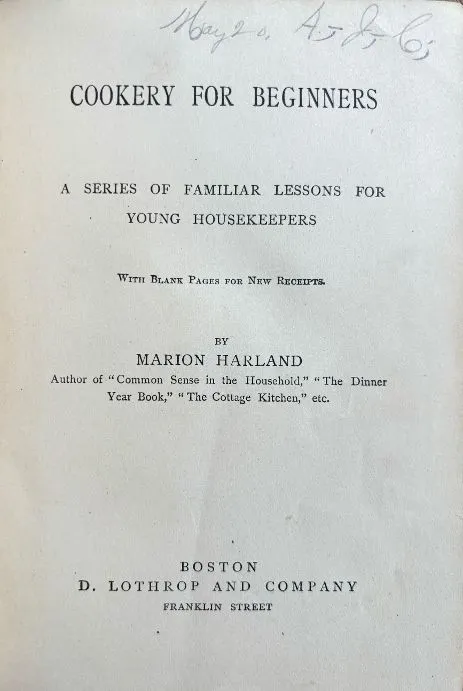 May 20, A; J; C;
COOKERY FOR BEGINNERS
A SERIES OF FAMILIAR LESSONS FOR
YOUNG HOUSEKEEPERS
WITH BLANK PAGES FOR NEW RECEIPTS.
BY
MARION HARLAND
Author of "Common Sense in the Household," "The Dinner
Year Book," "The Cottage Kitchen," etc.
BOSTON
D. LOTHROP AND COMPANY
FRANKLIN STREET